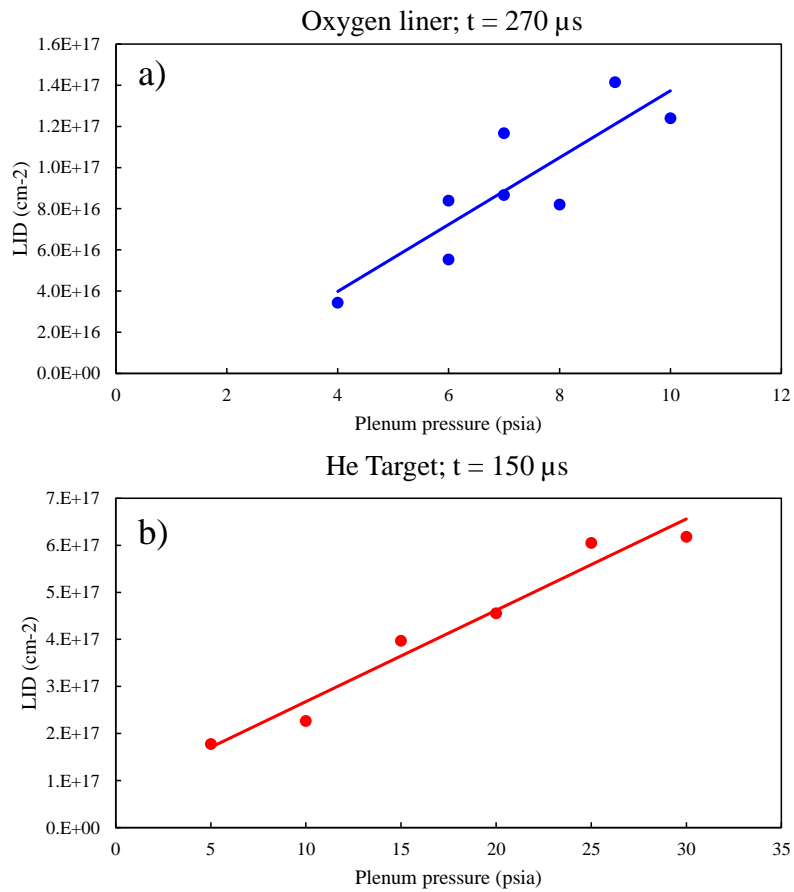 Oxygen liner; t = 270 µs
a)
LID (cm-2)
1.6E+17
1.4E+17
1.2E+17
1.0E+17
8.0E+16
6.0E+16
4.0E+16
2.0E+16
0.0E+00
0 2 4 6 8 10 12
Plenum pressure (psia)
He Target; t = 150 µs
b)
LID (cm-2)
7.E+17
6.E+17
5.E+17
4.E+17
3.E+17
2.E+17
1.E+17
0.E+00
0 5 10 15 20 25 30 35
Plenum pressure (psia)